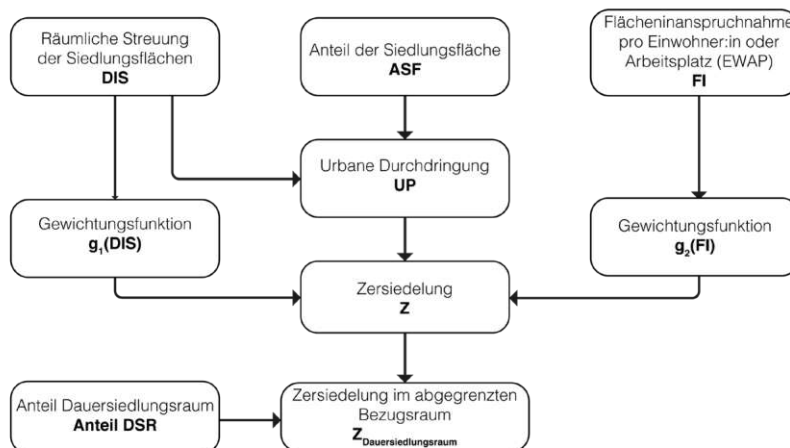 Räumliche Streuung
der Siedlungsflächen
DIS
Anteil der Siedlungsfläche
ASF
Flächeninanspruchnahme
pro Einwohner:in oder
Arbeitsplatz (EWAP)
FI
Urbane Durchdringung
UP
Gewichtungsfunktion
g₁(DIS)
Gewichtungsfunktion
g₂(FI)
Zersiedelung
Z
Anteil Dauersiedlungsraum
Anteil DSR
Zersiedelung im abgegrenzten
Bezugsraum
Z Dauersiedlungsraum